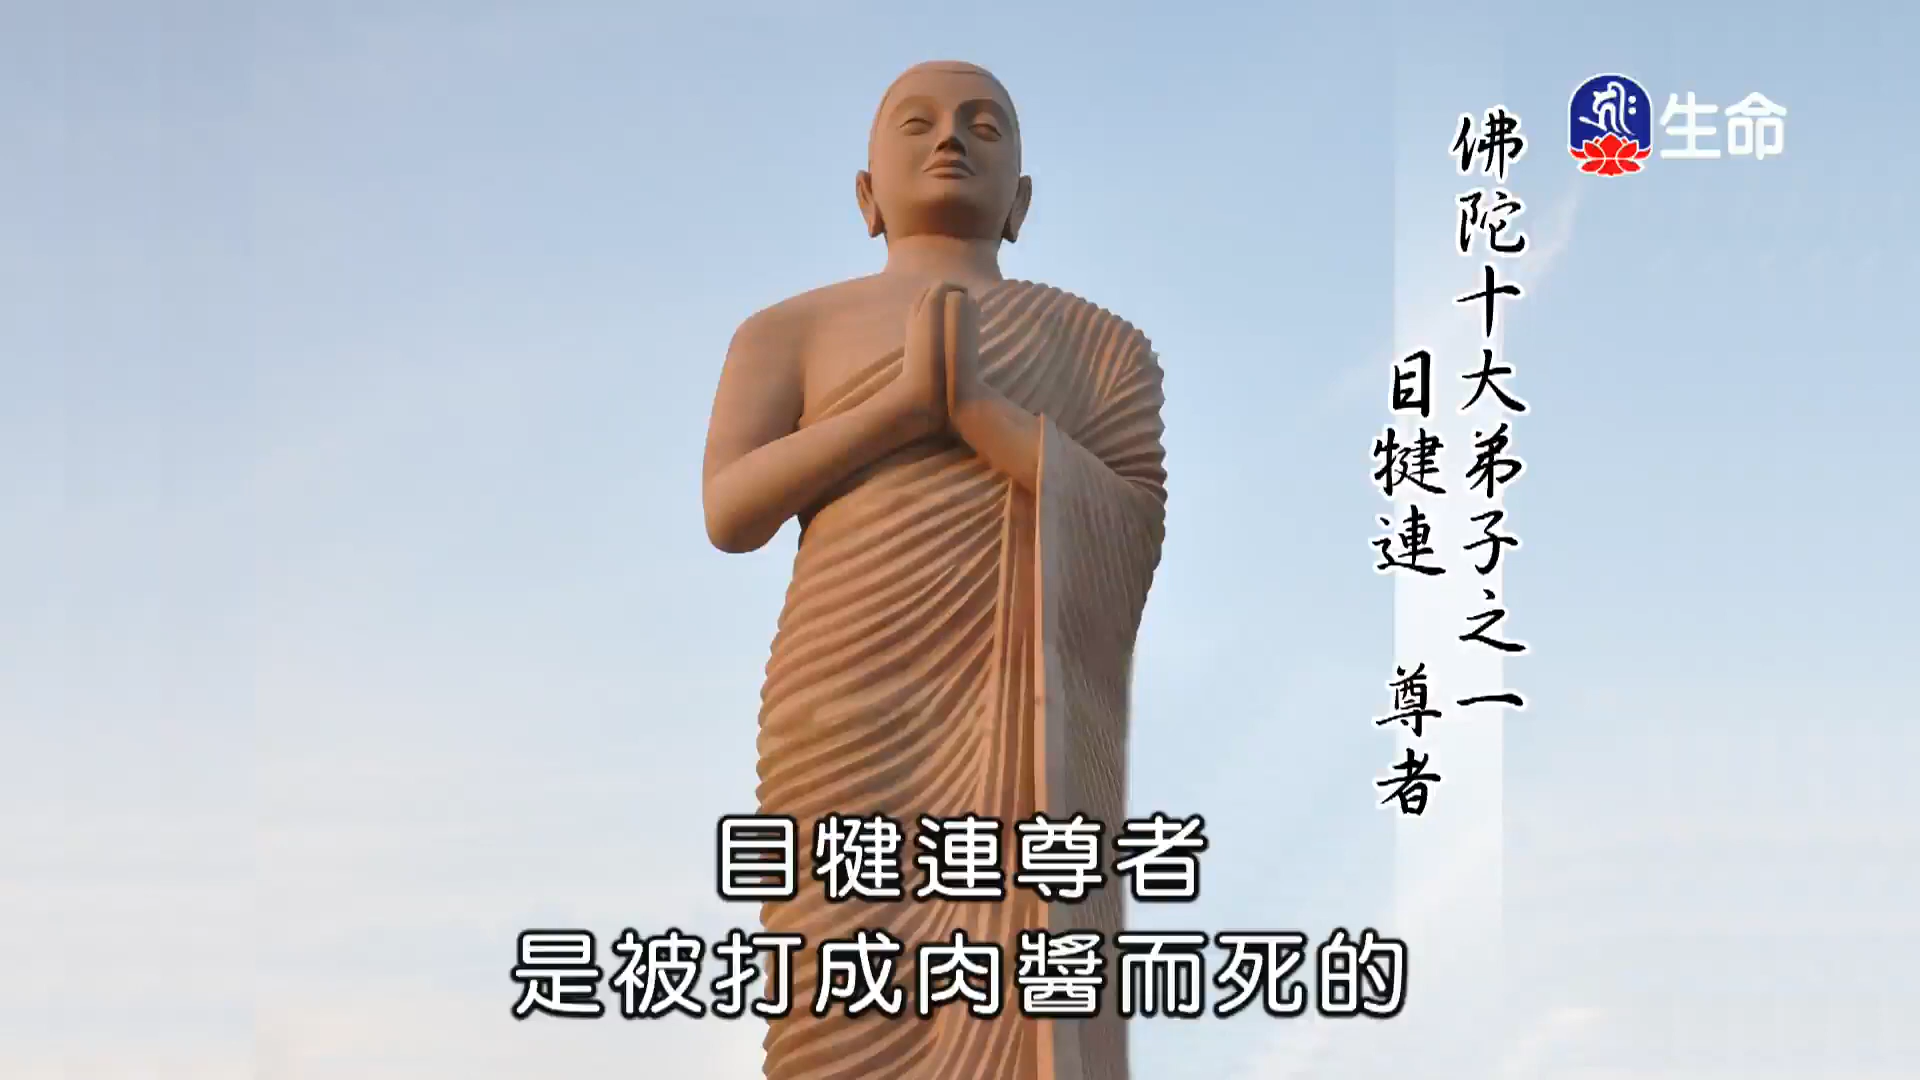 生命
佛陀十大弟子之一
目犍連 尊者
目犍連尊者
是被打成肉醬而死的